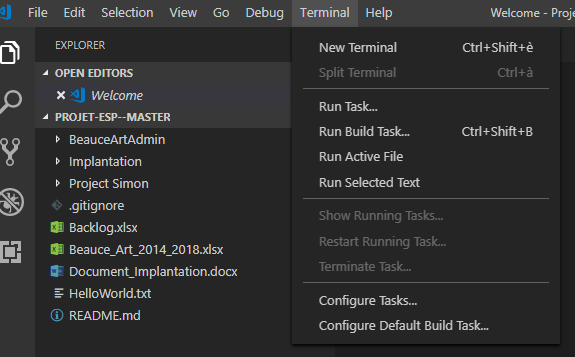 File Edit Selection View Go Debug Terminal Help Welcome - Proje
EXPLORER
OPEN EDITORS
Welcome
PROJET-ESP--MASTER
BeauceArtAdmin
Implantation
Project Simon
.gitignore
Backlog.xlsx
Beauce_Art_2014_2018.xlsx
Document_Implantation.docx
HelloWorld.txt
README.md
New Terminal Ctrl+Shift+è
Split Terminal Ctrl+à
Run Task...
Run Build Task... Ctrl+Shift+B
Run Active File
Run Selected Text
Show Running Tasks...
Restart Running Task...
Terminate Task...
Configure Tasks...
Configure Default Build Task...